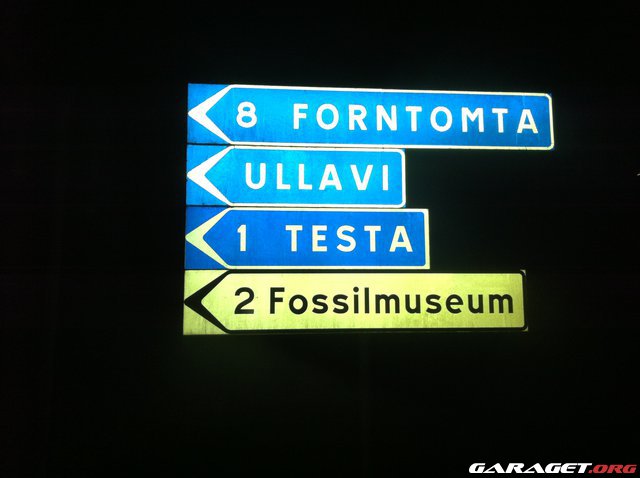 8 FORNTOMTA
ULLAVI
1 TESTA
2 Fossilmuseum
GARAGET.ORG